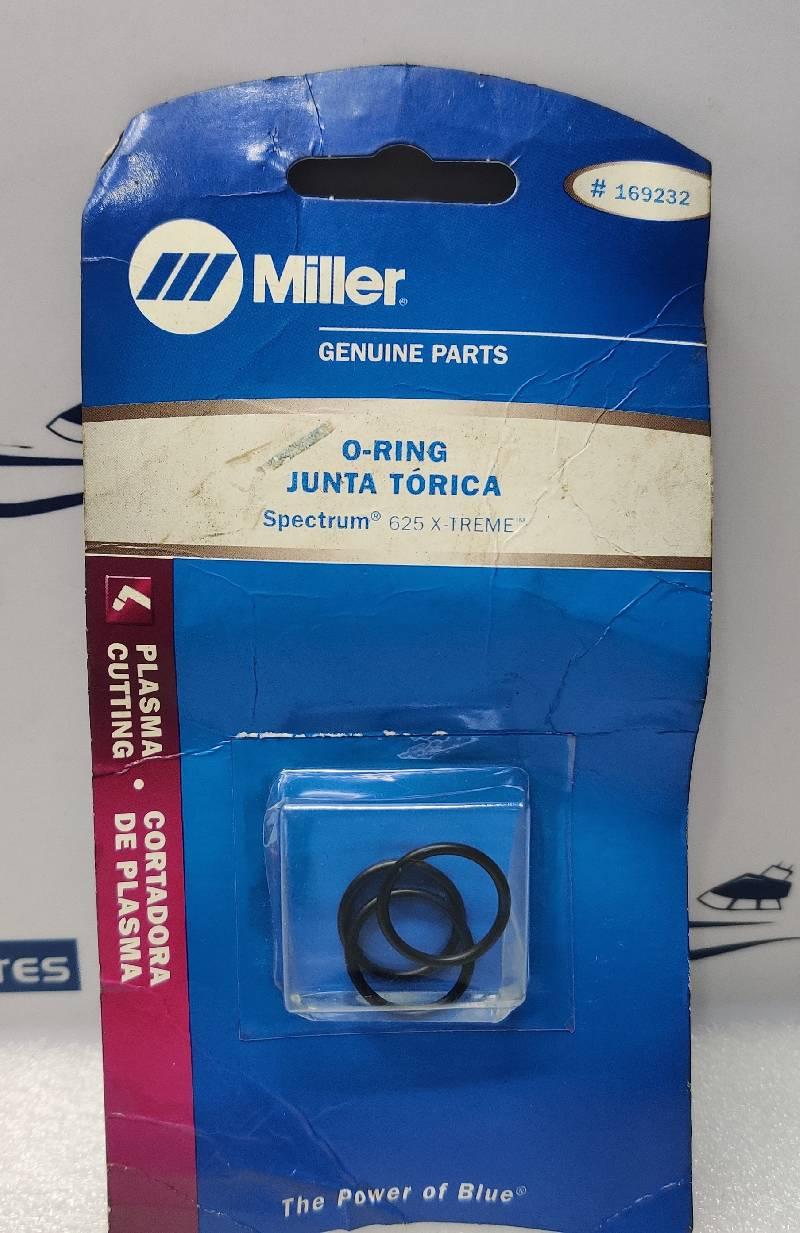 # 169232
Miller®
GENUINE PARTS
O-RING
JUNTA TÓRICA
Spectrum® 625 X-TREME™
PLASMA CUTTING • CORTADORA DE PLASMA
TES
The Power of Blue®